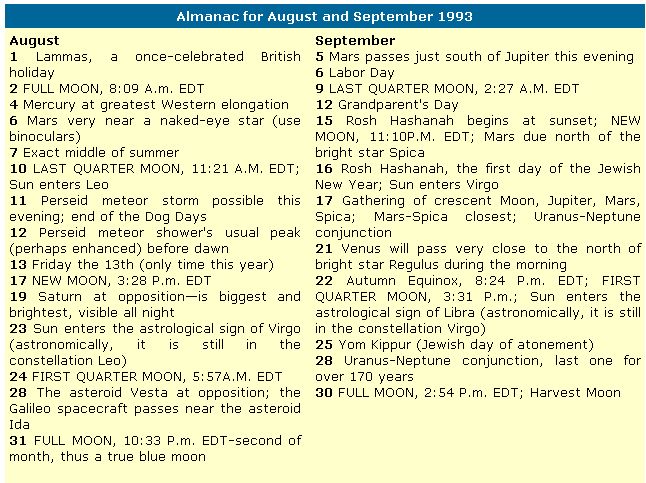 Almanac for August and September 1993
August
1 Lammas, a once-celebrated British
holiday
2 FULL MOON, 8:09 A.m. EDT
4 Mercury at greatest Western elongation
6 Mars very near a naked-eye star (use
binoculars)
7 Exact middle of summer
10 LAST QUARTER MOON, 11:21 A.M. EDT;
Sun enters Leo
11 Perseid meteor storm possible this
evening; end of the Dog Days
12 Perseid meteor shower's usual peak
(perhaps enhanced) before dawn
13 Friday the 13th (only time this year)
17 NEW MOON, 3:28 P.m. EDT
19 Saturn at opposition—is biggest and
brightest, visible all night
23 Sun enters the astrological sign of Virgo
(astronomically, it is still in the
constellation Leo)
24 FIRST QUARTER MOON, 5:57A.M. EDT
28 The asteroid Vesta at opposition; the
Galileo spacecraft passes near the asteroid
Ida
31 FULL MOON, 10:33 P.m. EDT-second of
month, thus a true blue moon
September
5 Mars passes just south of Jupiter this evening
6 Labor Day
9 LAST QUARTER MOON, 2:27 A.M. EDT
12 Grandparent's Day
15 Rosh Hashanah begins at sunset; NEW
MOON, 11:10P.M. EDT; Mars due north of the
bright star Spica
16 Rosh Hashanah, the first day of the Jewish
New Year; Sun enters Virgo
17 Gathering of crescent Moon, Jupiter, Mars,
Spica; Mars-Spica closest; Uranus-Neptune
conjunction
21 Venus will pass very close to the north of
bright star Regulus during the morning
22 Autumn Equinox, 8:24 P.m. EDT; FIRST
QUARTER MOON, 3:31 P.m.; Sun enters the
astrological sign of Libra (astronomically, it is still
in the constellation Virgo)
25 Yom Kippur (Jewish day of atonement)
28 Uranus-Neptune conjunction, last one for
over 170 years
30 FULL MOON, 2:54 P.m. EDT; Harvest Moon